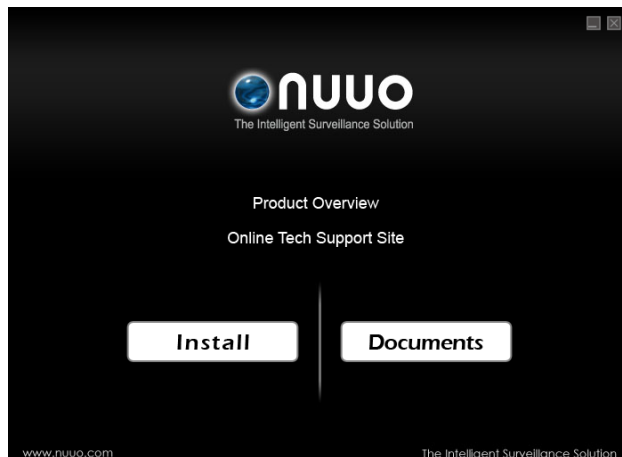 nuuo
The Intelligent Surveillance Solution
Product Overview
Online Tech Support Site
Install
Documents
www.nuuo.com
The Intelligent Surveillance Solution